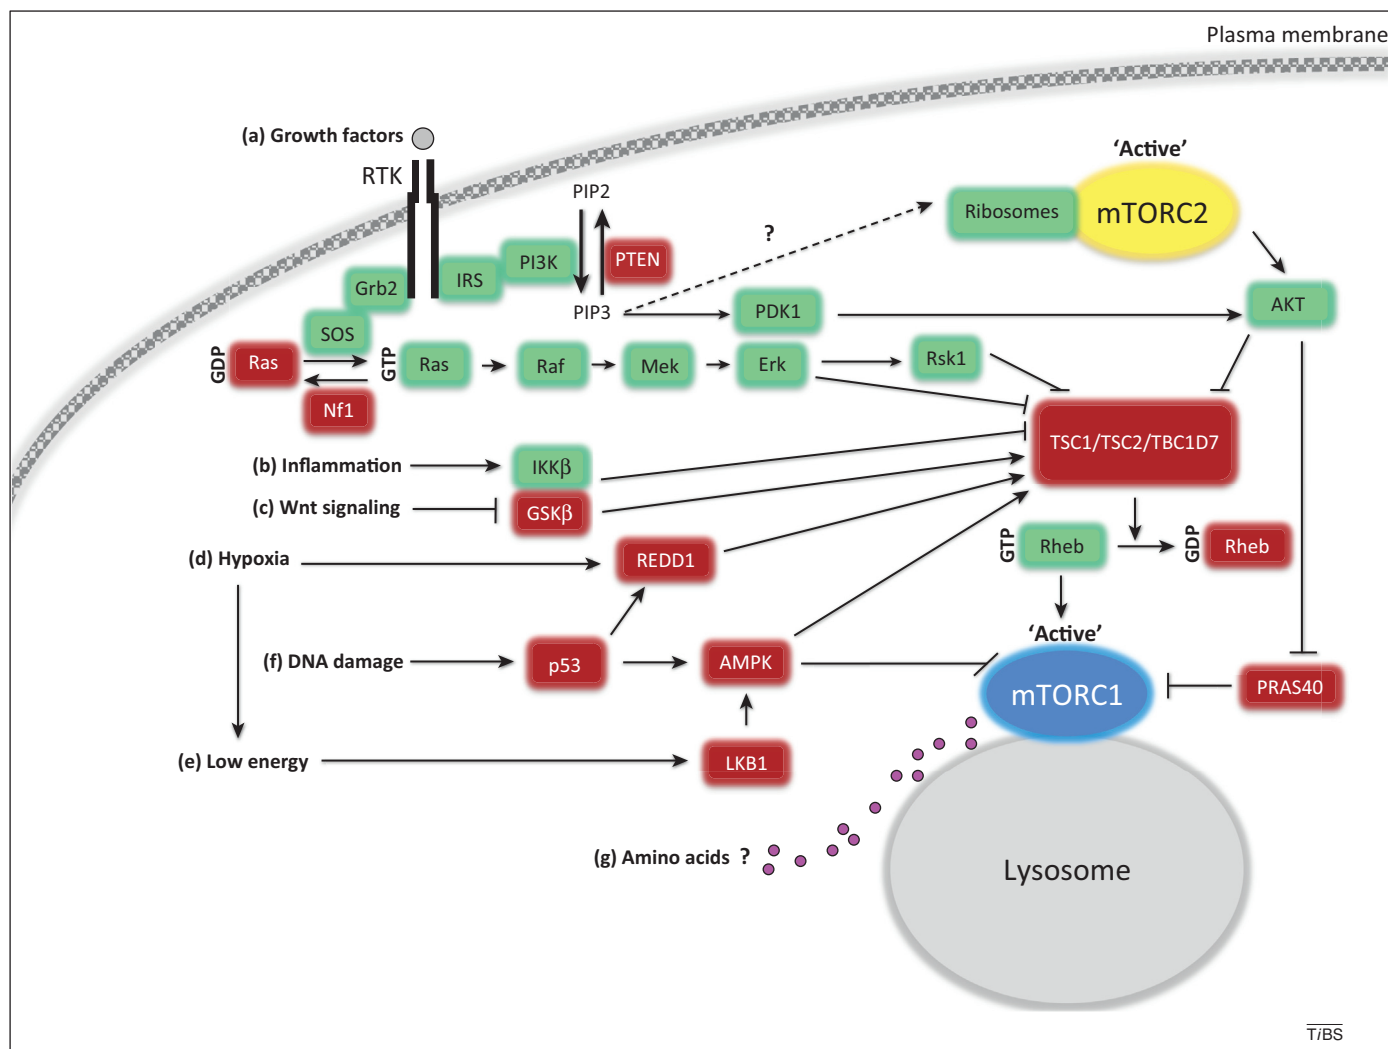 Plasma membrane
(a) Growth factors
RTK
'Active'
PIP2
Ribosomes
mTORC2
?
PI3K
PTEN
IRS
Grb2
PIP3
PDK1
AKT
SOS
GDP
Ras
GTP
Ras
Raf
Mek
Erk
Rsk1
Nf1
TSC1/TSC2/TBC1D7
(b) Inflammation
IKKβ
(c) Wnt signaling
GSKβ
GTP
Rheb
GDP
Rheb
(d) Hypoxia
REDD1
'Active'
(f) DNA damage
p53
AMPK
mTORC1
PRAS40
(e) Low energy
LKB1
(g) Amino acids ?
Lysosome
TiBS